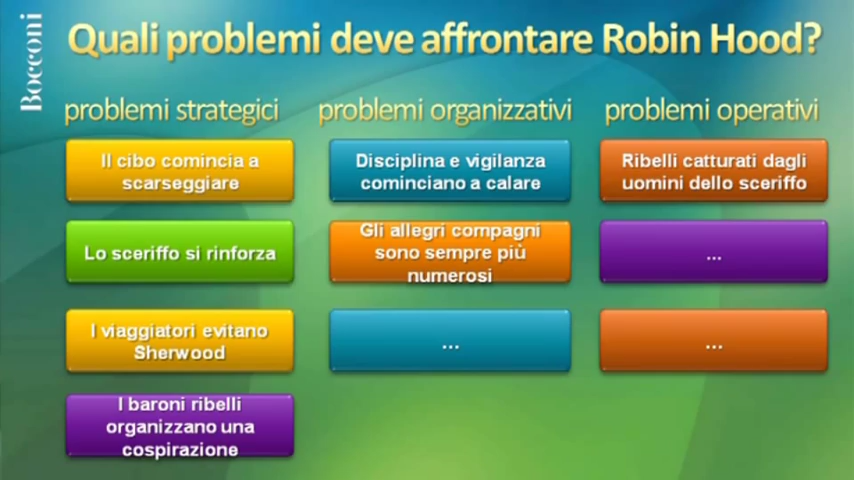 Bocconi
Quali problemi deve affrontare Robin Hood?
problemi strategici
problemi organizzativi
problemi operativi
Il cibo comincia a
scarseggiare
Disciplina e vigilanza
cominciano a calare
Ribelli catturati dagli
uomini dello sceriffo
Lo sceriffo si rinforza
Gli allegri compagni
sono sempre più
numerosi
...
I viaggiatori evitano
Sherwood
...
...
I baroni ribelli
organizzano una
cospirazione